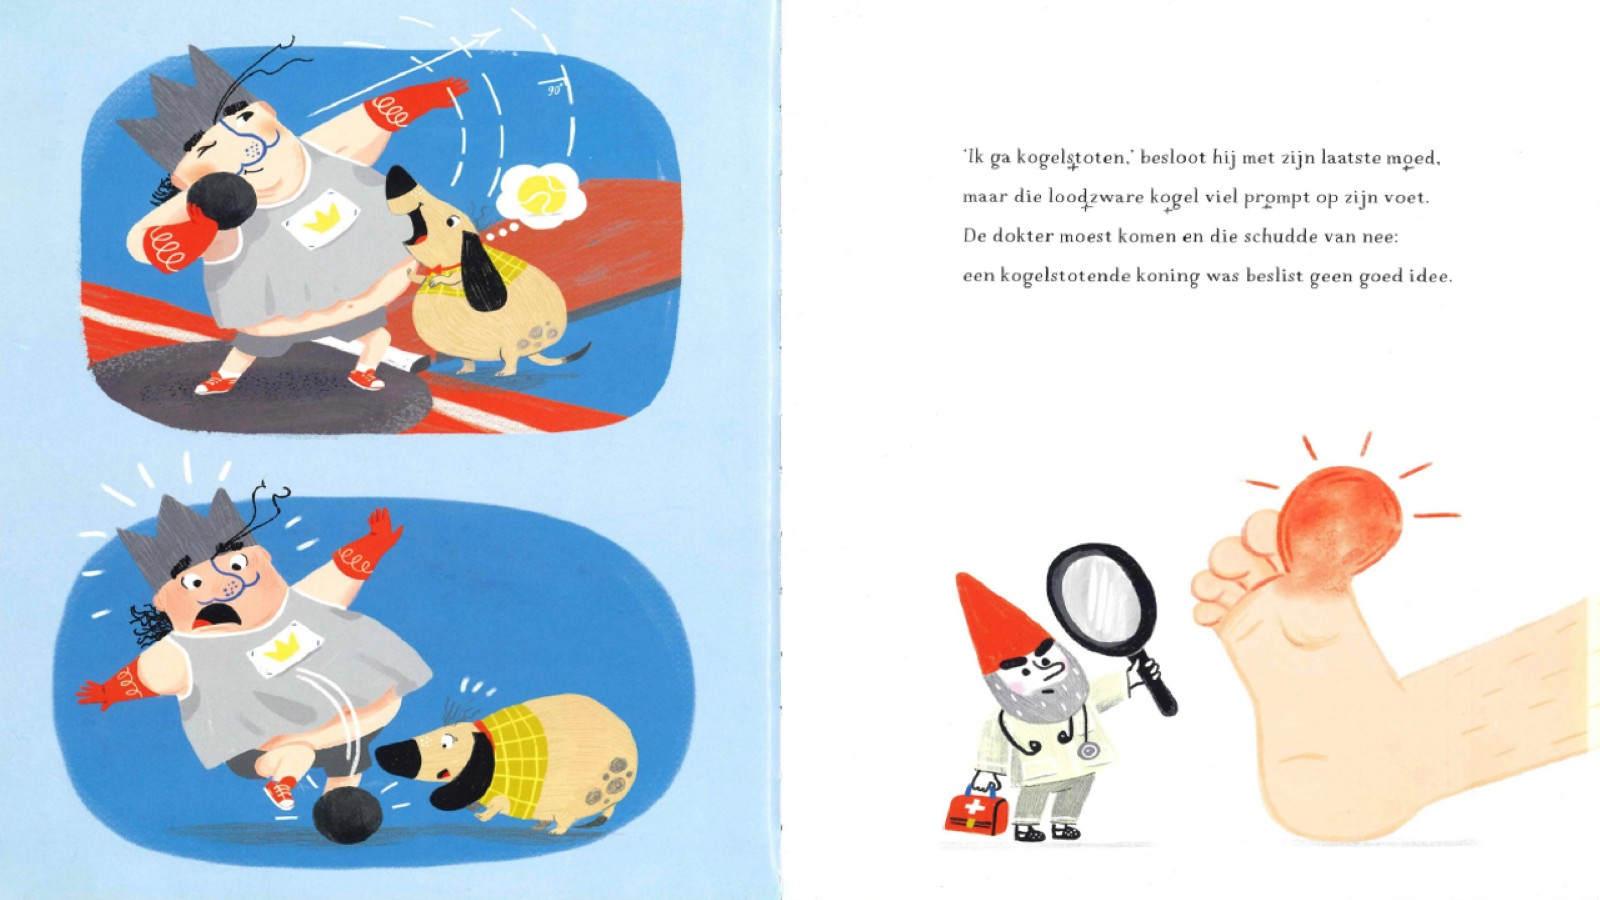 90°
'Ik ga kogelstoten,' besloot hij met zijn laatste moed,
maar die loodzware kogel viel prompt op zijn voet.
De dokter moest komen en die schudde van nee:
een kogelstotende koning was beslist geen goed idee.